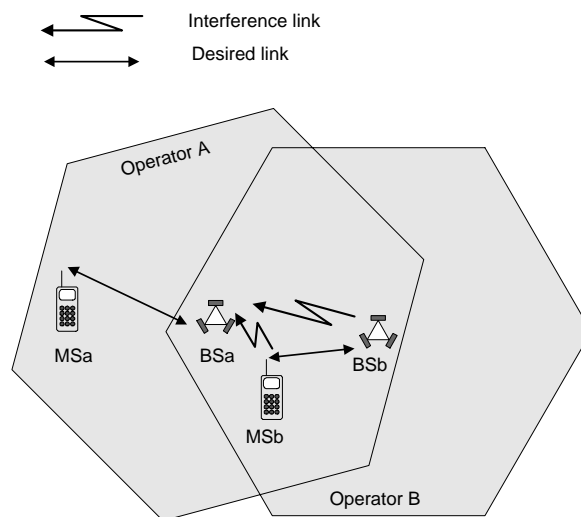 Interference link
Desired link
Operator A
MSa
BSa
BSb
MSb
Operator B